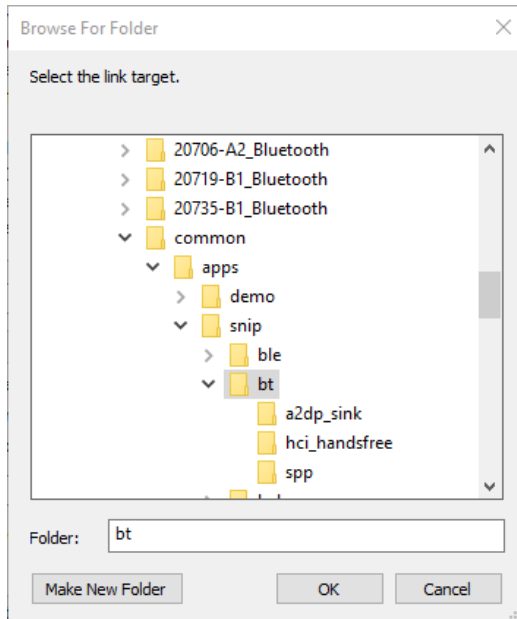 Browse For Folder
Select the link target.
20706-A2_Bluetooth
20719-B1_Bluetooth
20735-B1_Bluetooth
common
apps
demo
snip
ble
bt
a2dp_sink
hci_handsfree
spp
Folder: bt
Make New Folder OK Cancel